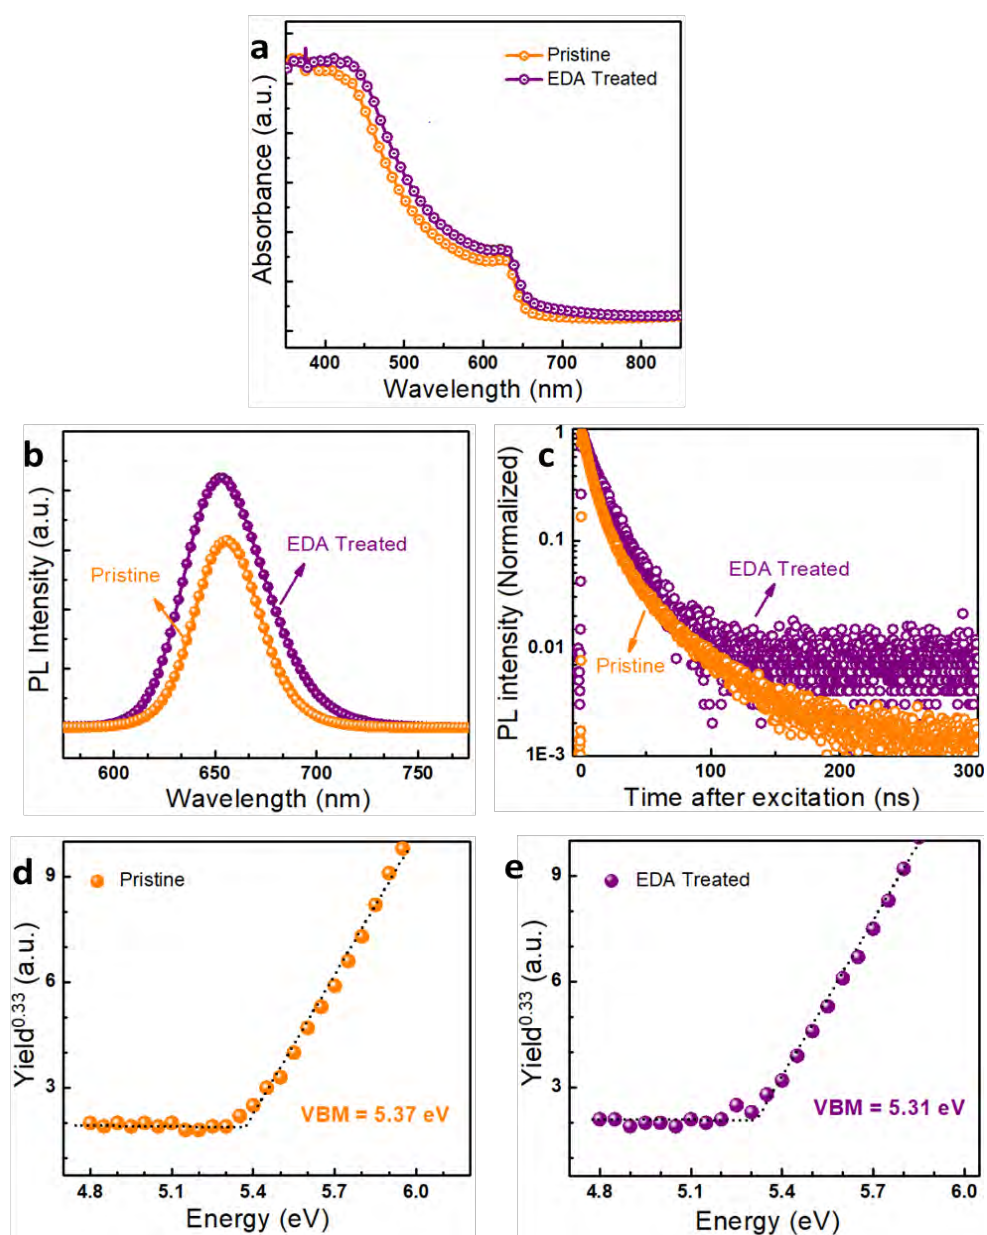 a
Pristine
EDA Treated
Absorbance (a.u.)
400 500 600 700 800
Wavelength (nm)
b
Pristine
EDA Treated
PL Intensity (a.u.)
600 650 700 750
Wavelength (nm)
c
1
0.1
0.01
1E-3
EDA Treated
Pristine
PL intensity (Normalized)
0 100 200 300
Time after excitation (ns)
d
Pristine
9
6
3
Yield^0.33 (a.u.)
VBM = 5.37 eV
4.8 5.1 5.4 5.7 6.0
Energy (eV)
e
EDA Treated
9
6
3
Yield^0.33 (a.u.)
VBM = 5.31 eV
4.8 5.1 5.4 5.7 6.0
Energy (eV)